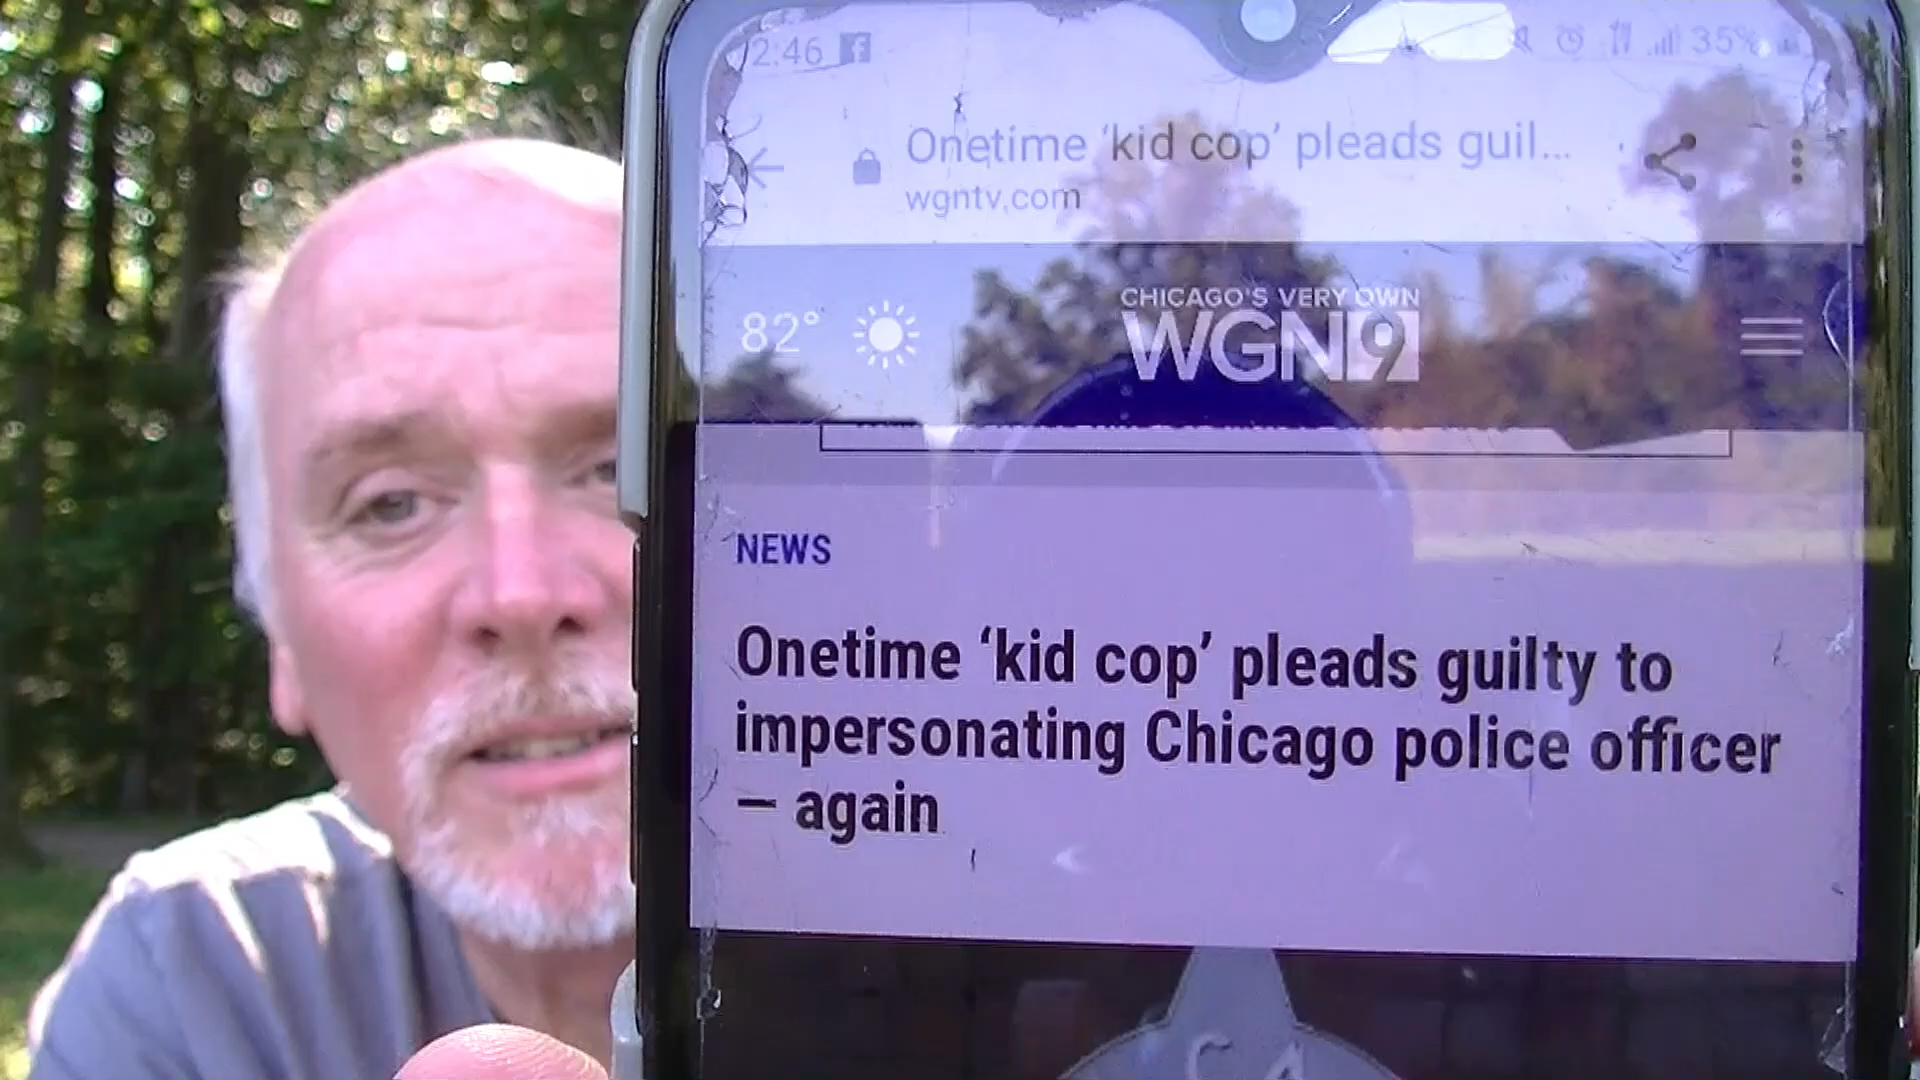 2:46
35%
Onetime ‘kid cop’ pleads guil...
wgntv.com
82°
CHICAGO'S VERY OWN
WGN9
NEWS
Onetime ‘kid cop’ pleads guilty to
impersonating Chicago police officer
– again